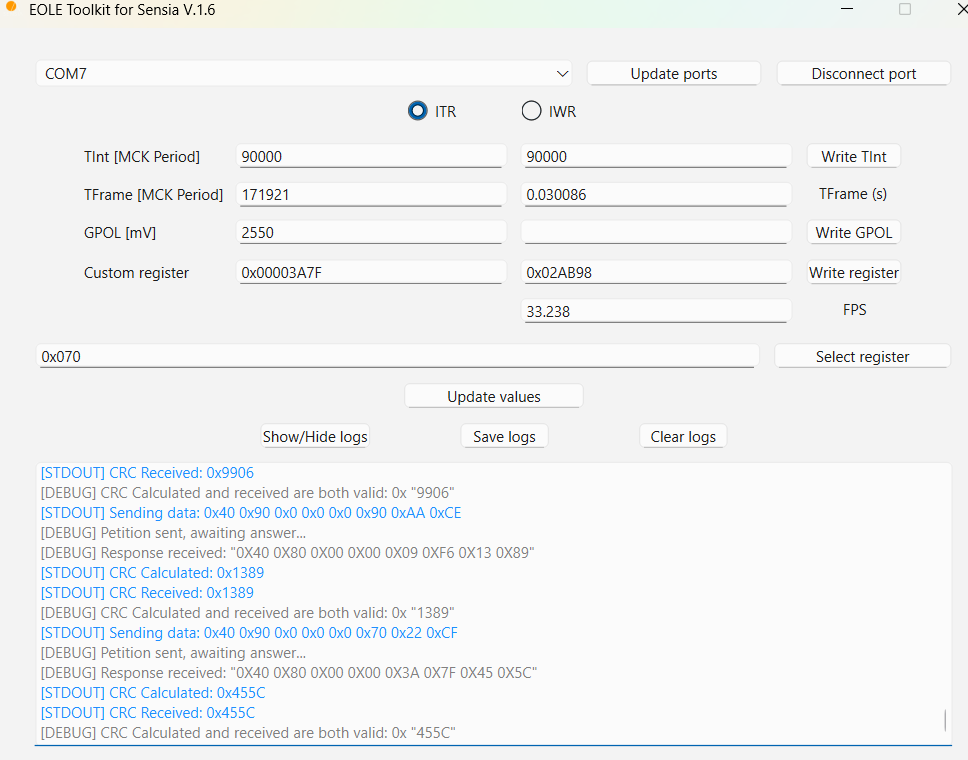 EOLE Toolkit for Sensia V.1.6
COM7 Update ports Disconnect port
ITR IWR
TInt [MCK Period] 90000 90000 Write TInt
TFrame [MCK Period] 171921 0.030086 TFrame (s)
GPOL [mV] 2550 Write GPOL
Custom register 0x00003A7F 0x02AB98 Write register
33.238 FPS
0x070 Select register
Update values
Show/Hide logs Save logs Clear logs
[STDOUT] CRC Received: 0x9906
[DEBUG] CRC Calculated and received are both valid: 0x "9906"
[STDOUT] Sending data: 0x40 0x90 0x0 0x0 0x0 0x90 0xAA 0xCE
[DEBUG] Petition sent, awaiting answer...
[DEBUG] Response received: "0X40 0X80 0X00 0X00 0X09 0XF6 0X13 0X89"
[STDOUT] CRC Calculated: 0x1389
[STDOUT] CRC Received: 0x1389
[DEBUG] CRC Calculated and received are both valid: 0x "1389"
[STDOUT] Sending data: 0x40 0x90 0x0 0x0 0x0 0x70 0x22 0xCF
[DEBUG] Petition sent, awaiting answer...
[DEBUG] Response received: "0X40 0X80 0X00 0X00 0X3A 0X7F 0X45 0X5C"
[STDOUT] CRC Calculated: 0x455C
[STDOUT] CRC Received: 0x455C
[DEBUG] CRC Calculated and received are both valid: 0x "455C"